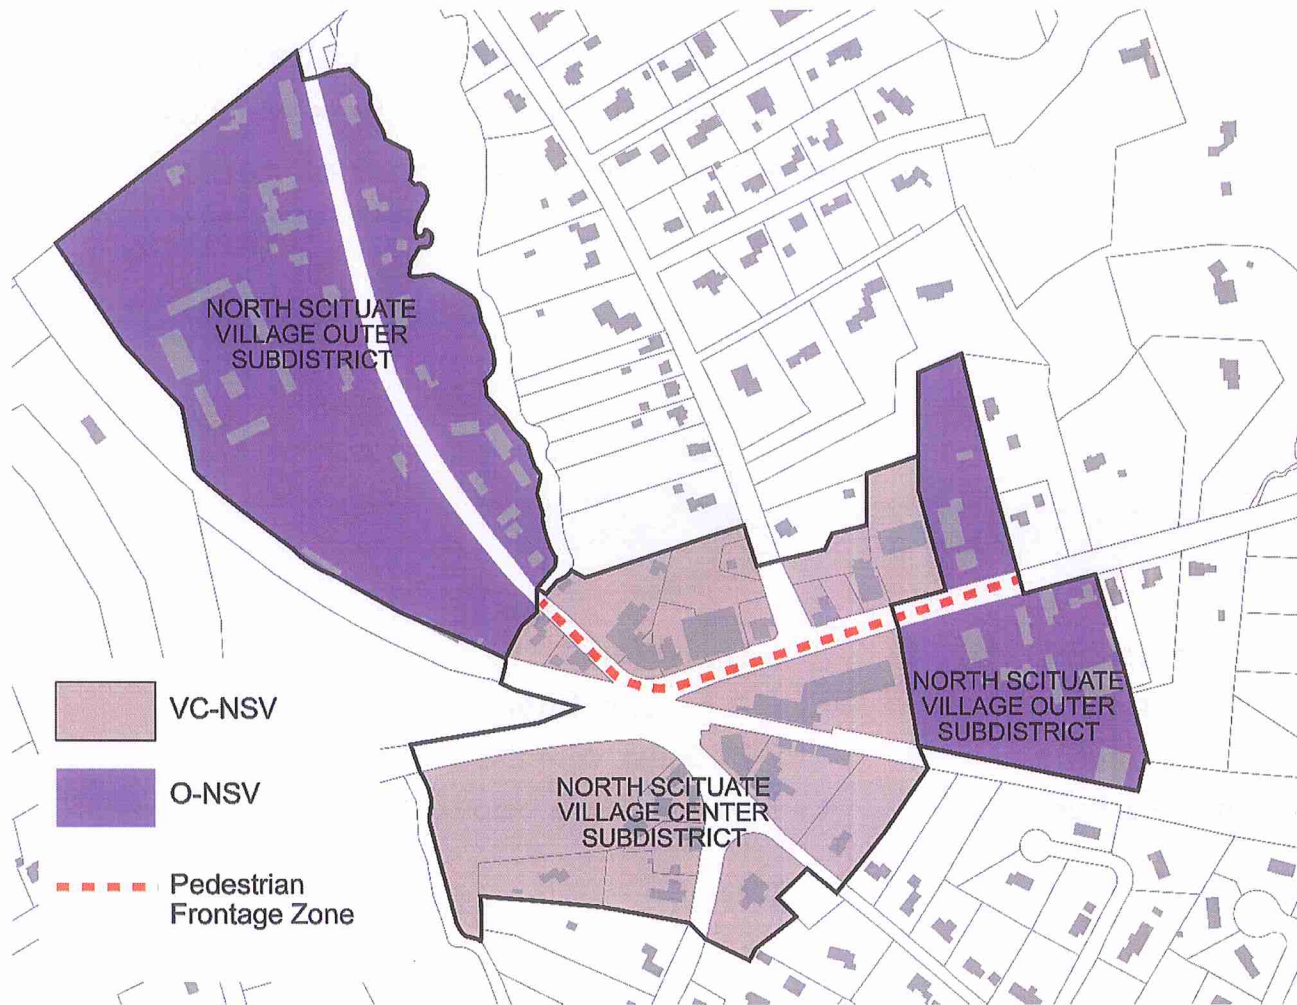 NORTH SCITUATE
VILLAGE OUTER
SUBDISTRICT
NORTH SCITUATE
VILLAGE OUTER
SUBDISTRICT
NORTH SCITUATE
VILLAGE CENTER
SUBDISTRICT
VC-NSV
O-NSV
Pedestrian
Frontage Zone